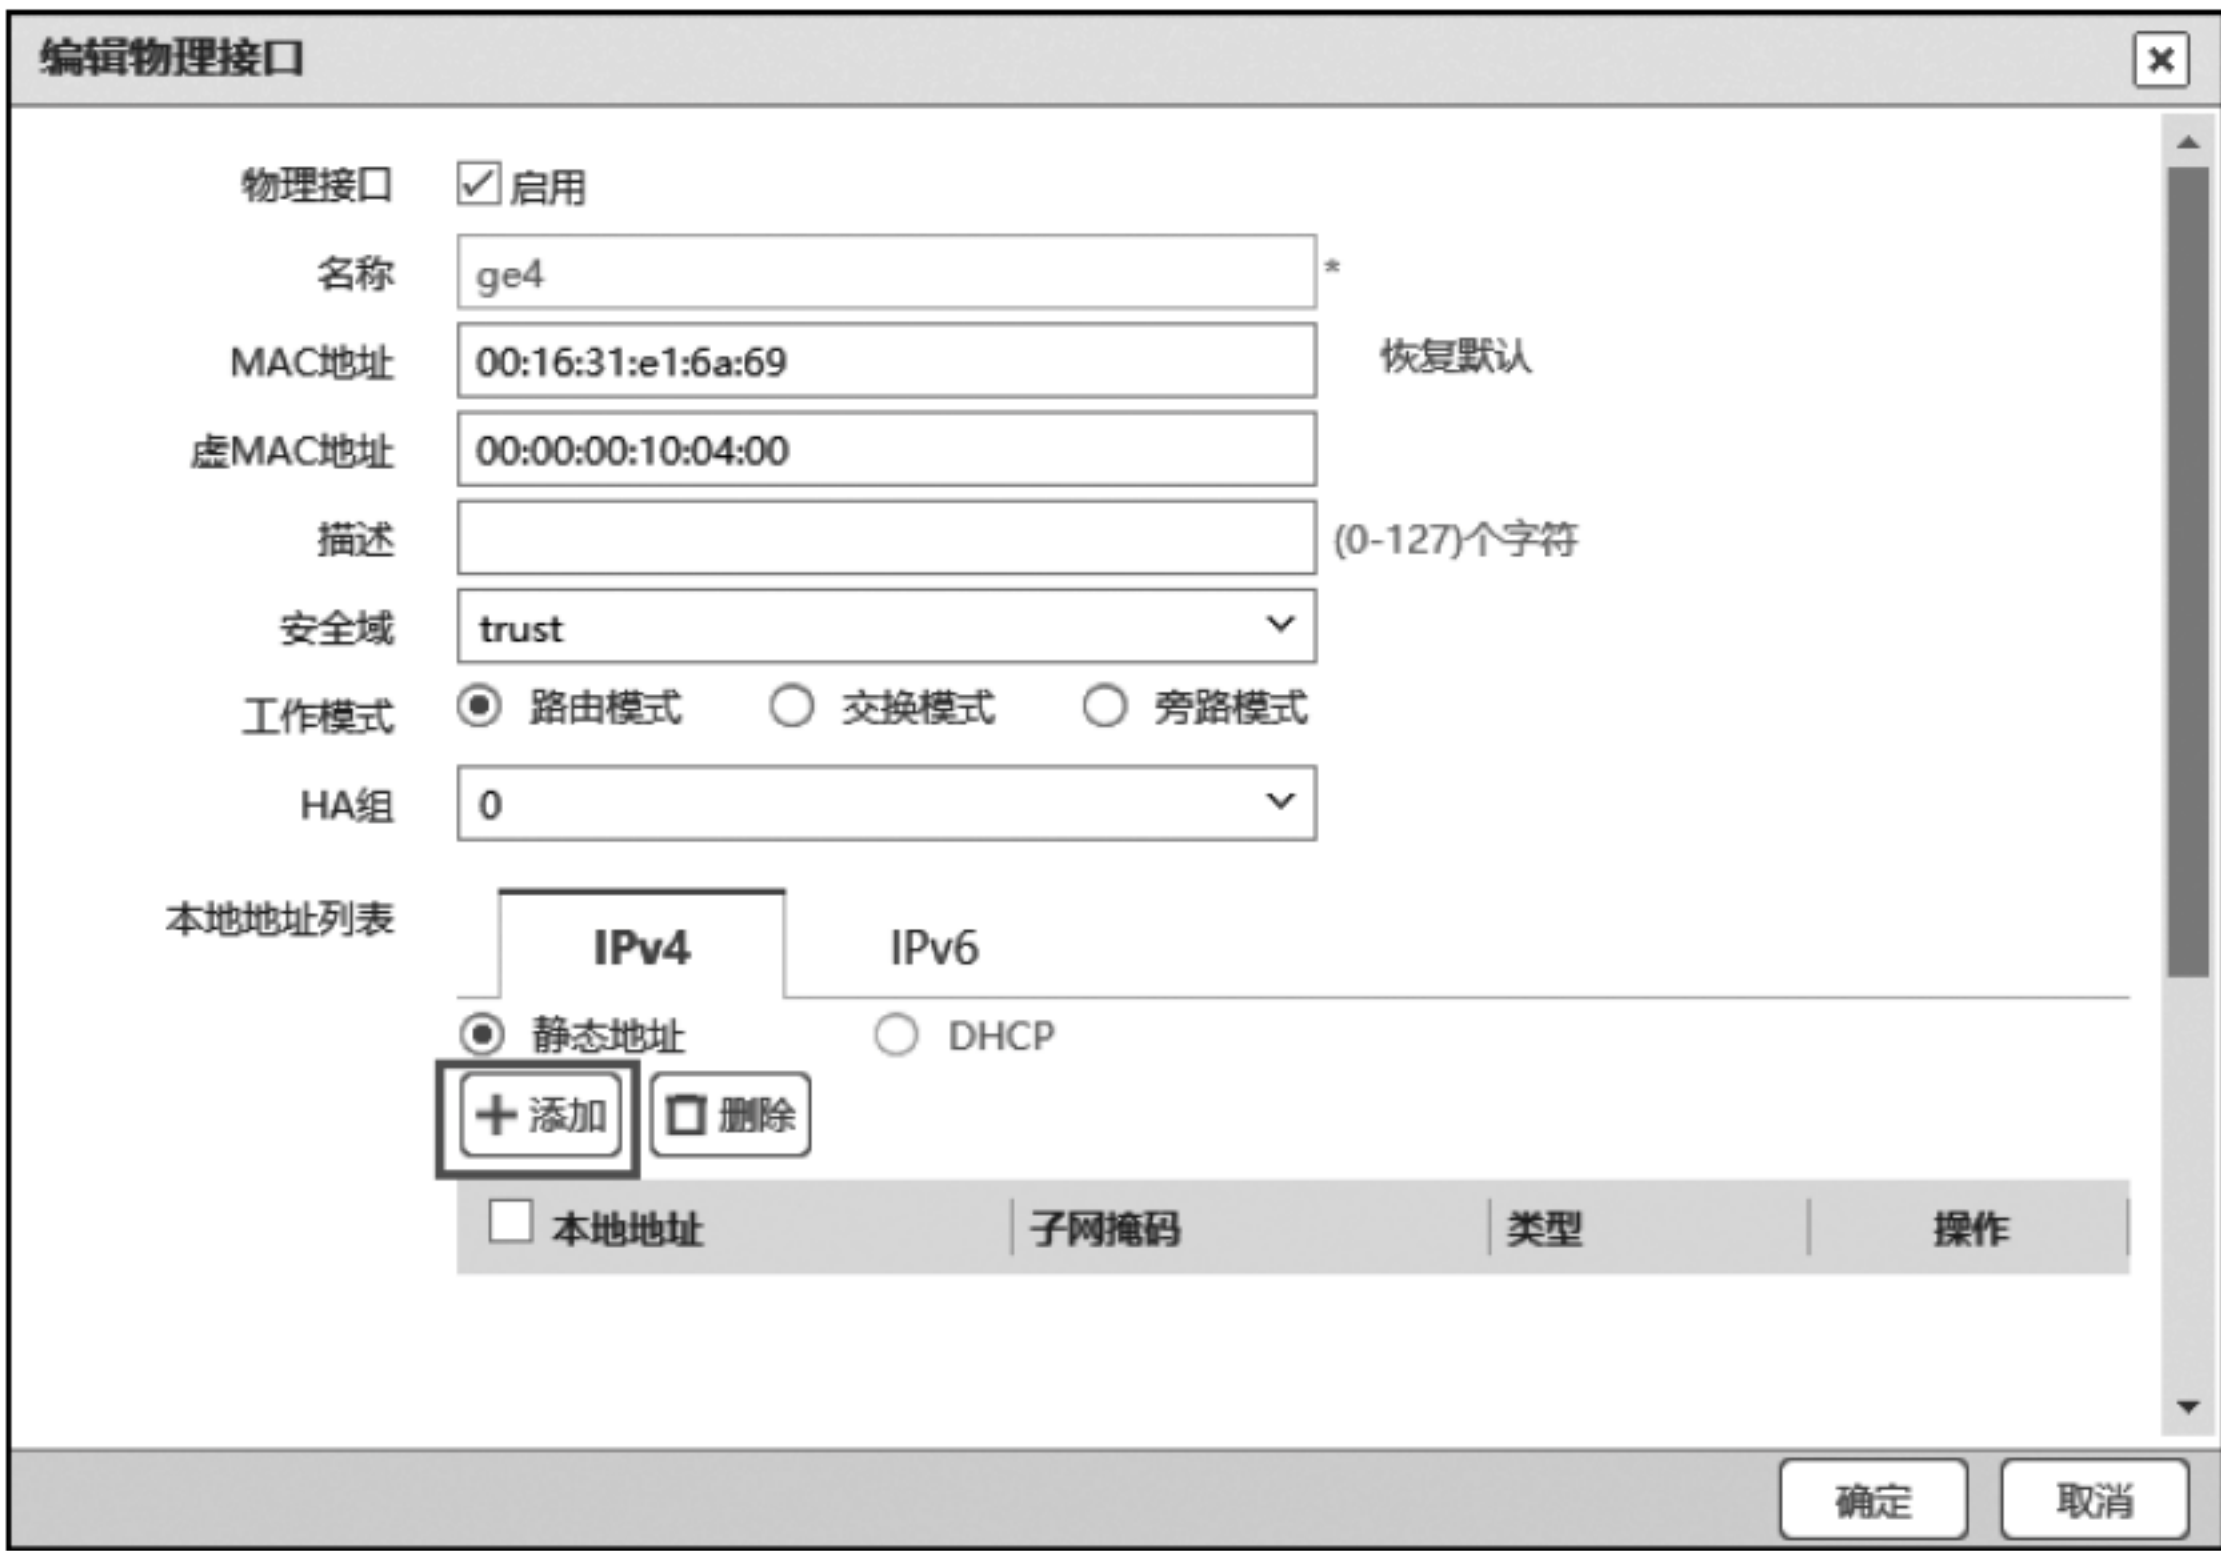 编辑物理接口
物理接口 启用
名称 ge4 *
MAC地址 00:16:31:e1:6a:69 恢复默认
虚MAC地址 00:00:00:10:04:00
描述 (0-127)个字符
安全域 trust
工作模式 路由模式 交换模式 旁路模式
HA组 0
本地地址列表 IPv4 IPv6
静态地址 DHCP
添加 删除
本地地址 子网掩码 类型 操作
确定 取消